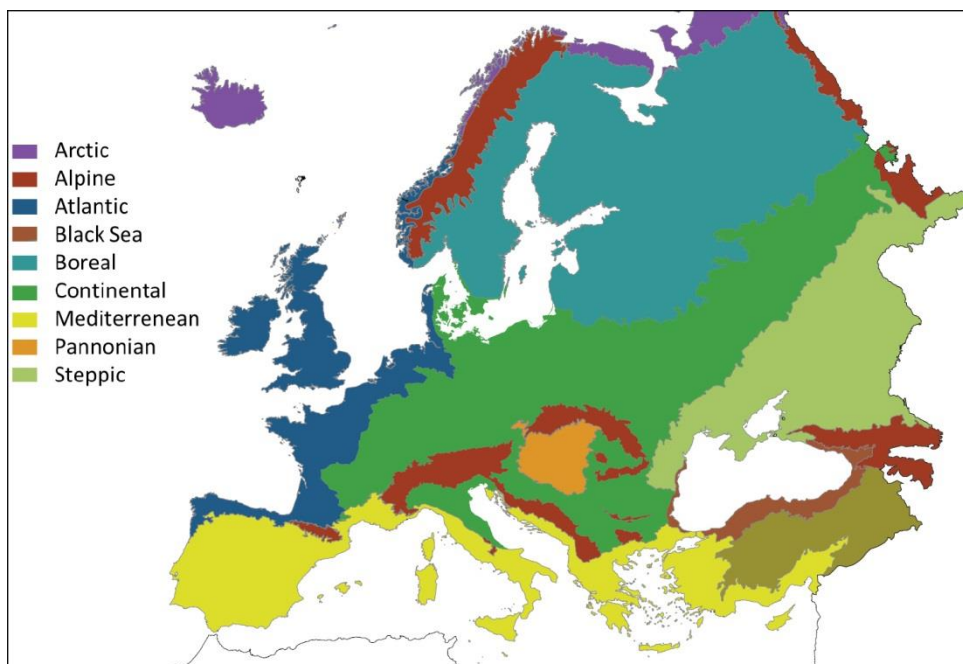 Arctic
Alpine
Atlantic
Black Sea
Boreal
Continental
Mediterrenean
Pannonian
Steppic